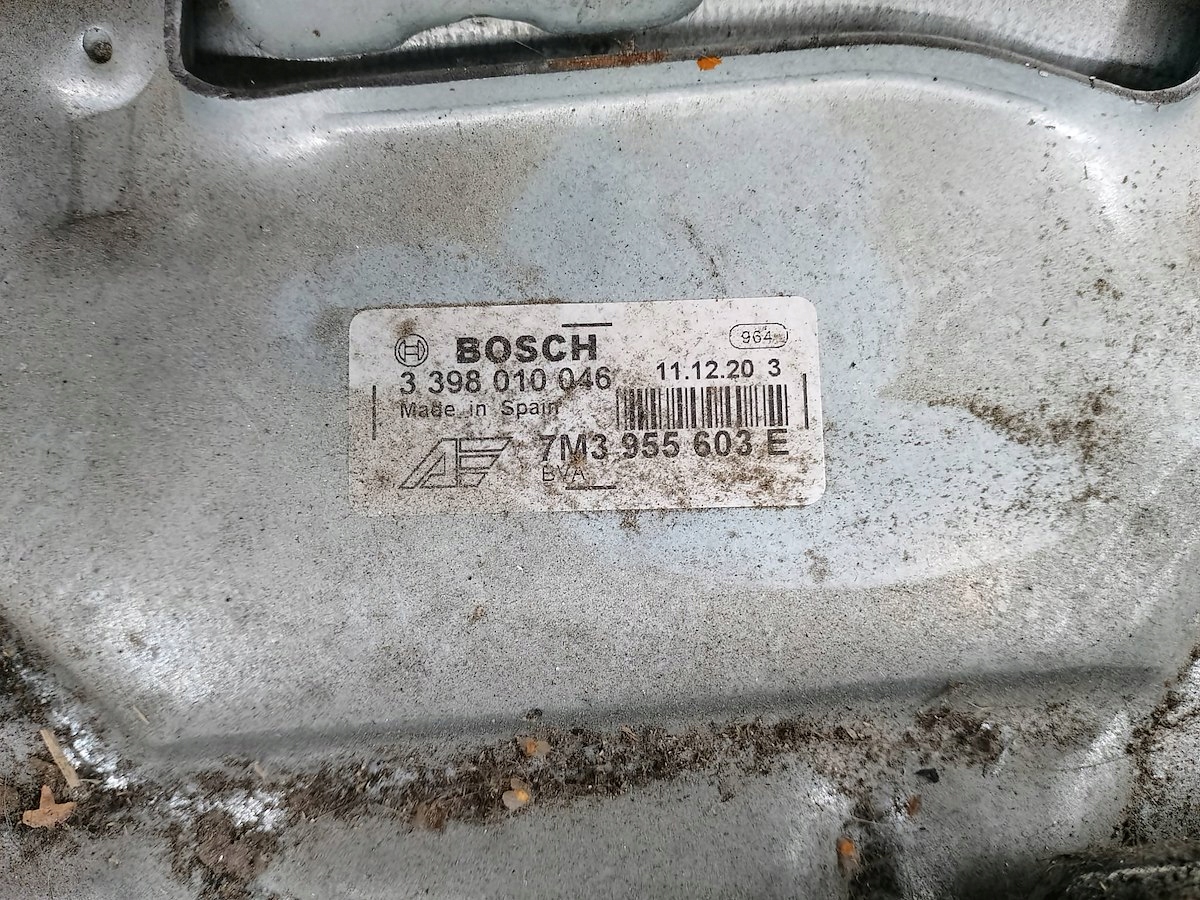 BOSCH
964
3 398 010 046
11.12.20 3
Made in Spain
7M3 955 603 E
BVA